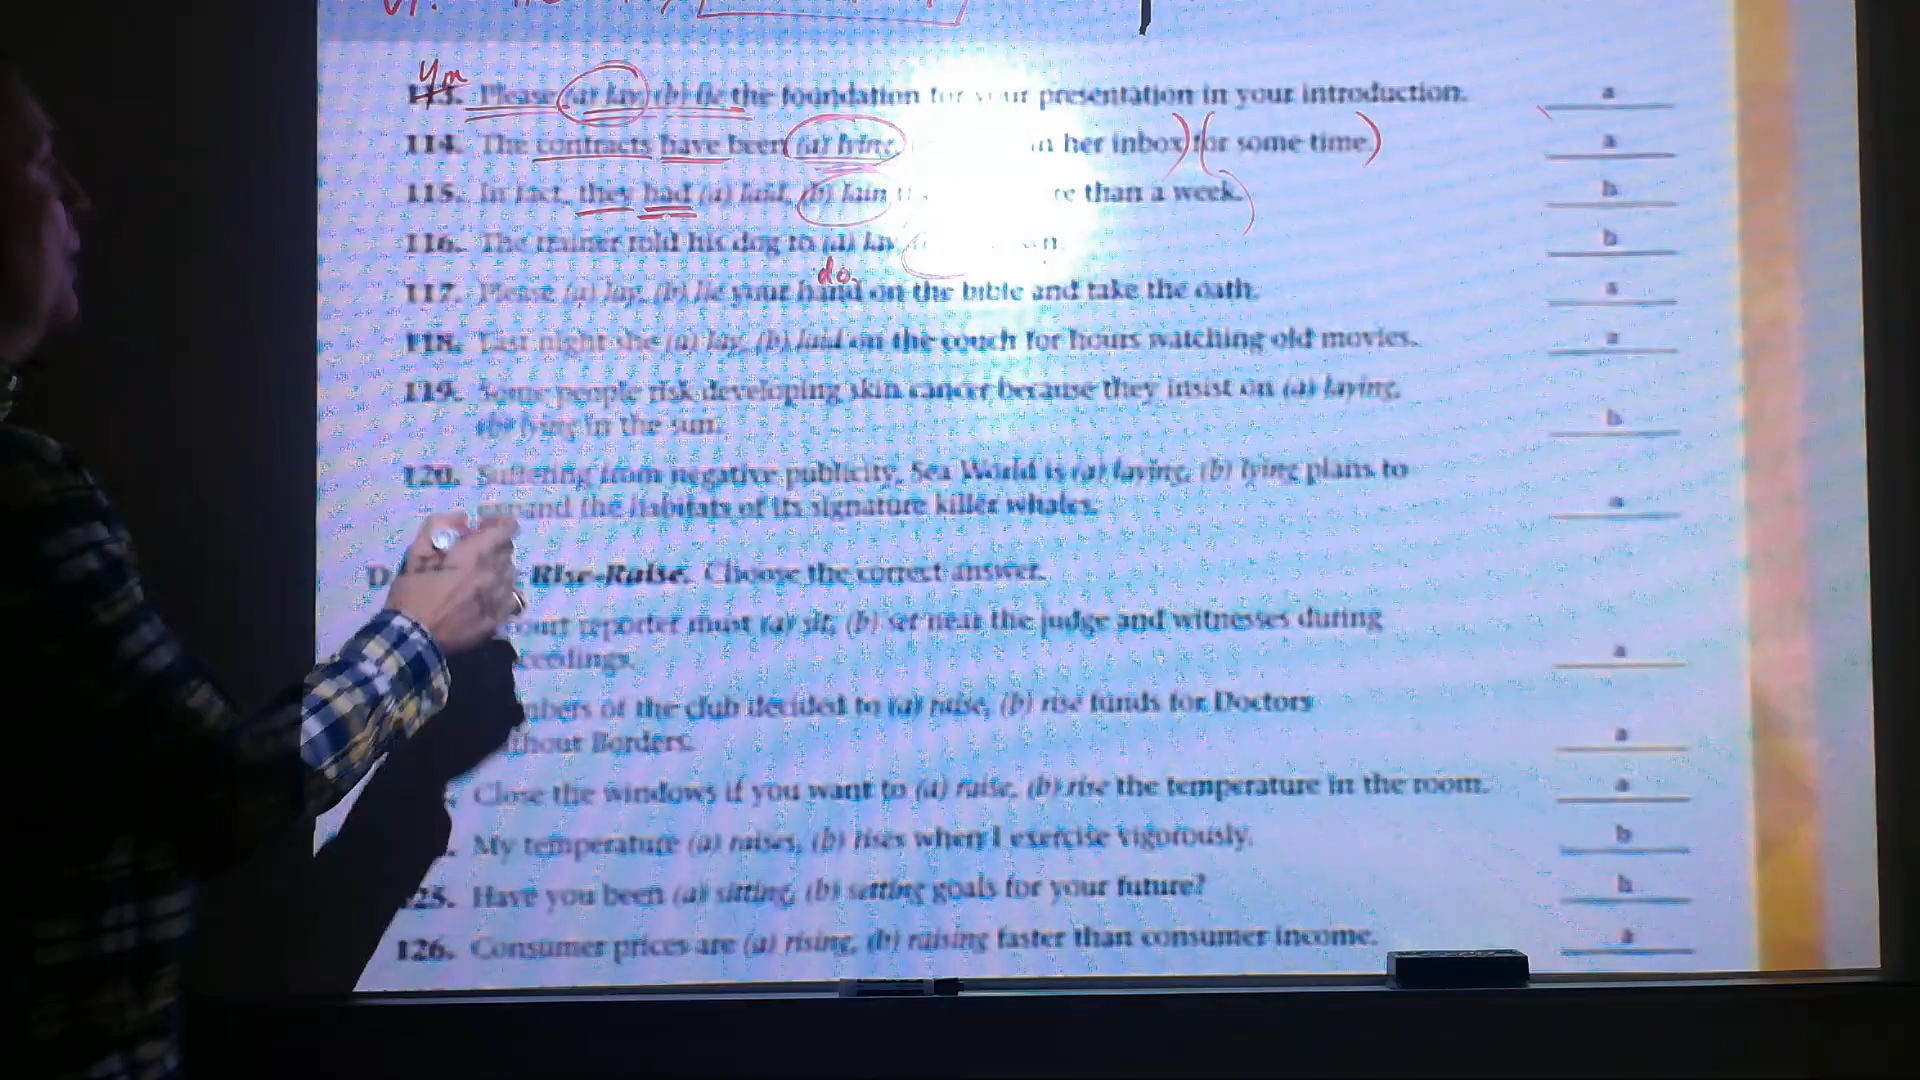 Ym
113. Please (a) lay, (b) lie the foundation for your presentation in your introduction. a
114. The contracts have been (a) lying, in her inbox for some time. a
115. In fact, they had (a) laid, (b) lain than a week. b
116. The trainer told his dog to (a) lay, b
do
117. Please (a) lay, (b) lie your hand on the bible and take the oath. a
118. Last night she (a) lay, (b) laid on the couch for hours watching old movies. a
119. Some people risk developing skin cancer because they insist on (a) laying,
(b) lying in the sun. b
120. Suffering from negative publicity, Sea World is (a) laying, (b) lying plans to
expand the habitats of its signature killer whales. a
D. Rise-Raise. Choose the correct answer.
court reporter must (a) sit, (b) set near the judge and witnesses during
ceedings. a
mbers of the club decided to (a) raise, (b) rise funds for Doctors
thout Borders. a
Close the windows if you want to (a) raise, (b) rise the temperature in the room. a
My temperature (a) raises, (b) rises when I exercise vigorously. b
25. Have you been (a) sitting, (b) setting goals for your future? b
126. Consumer prices are (a) rising, (b) raising faster than consumer income. a